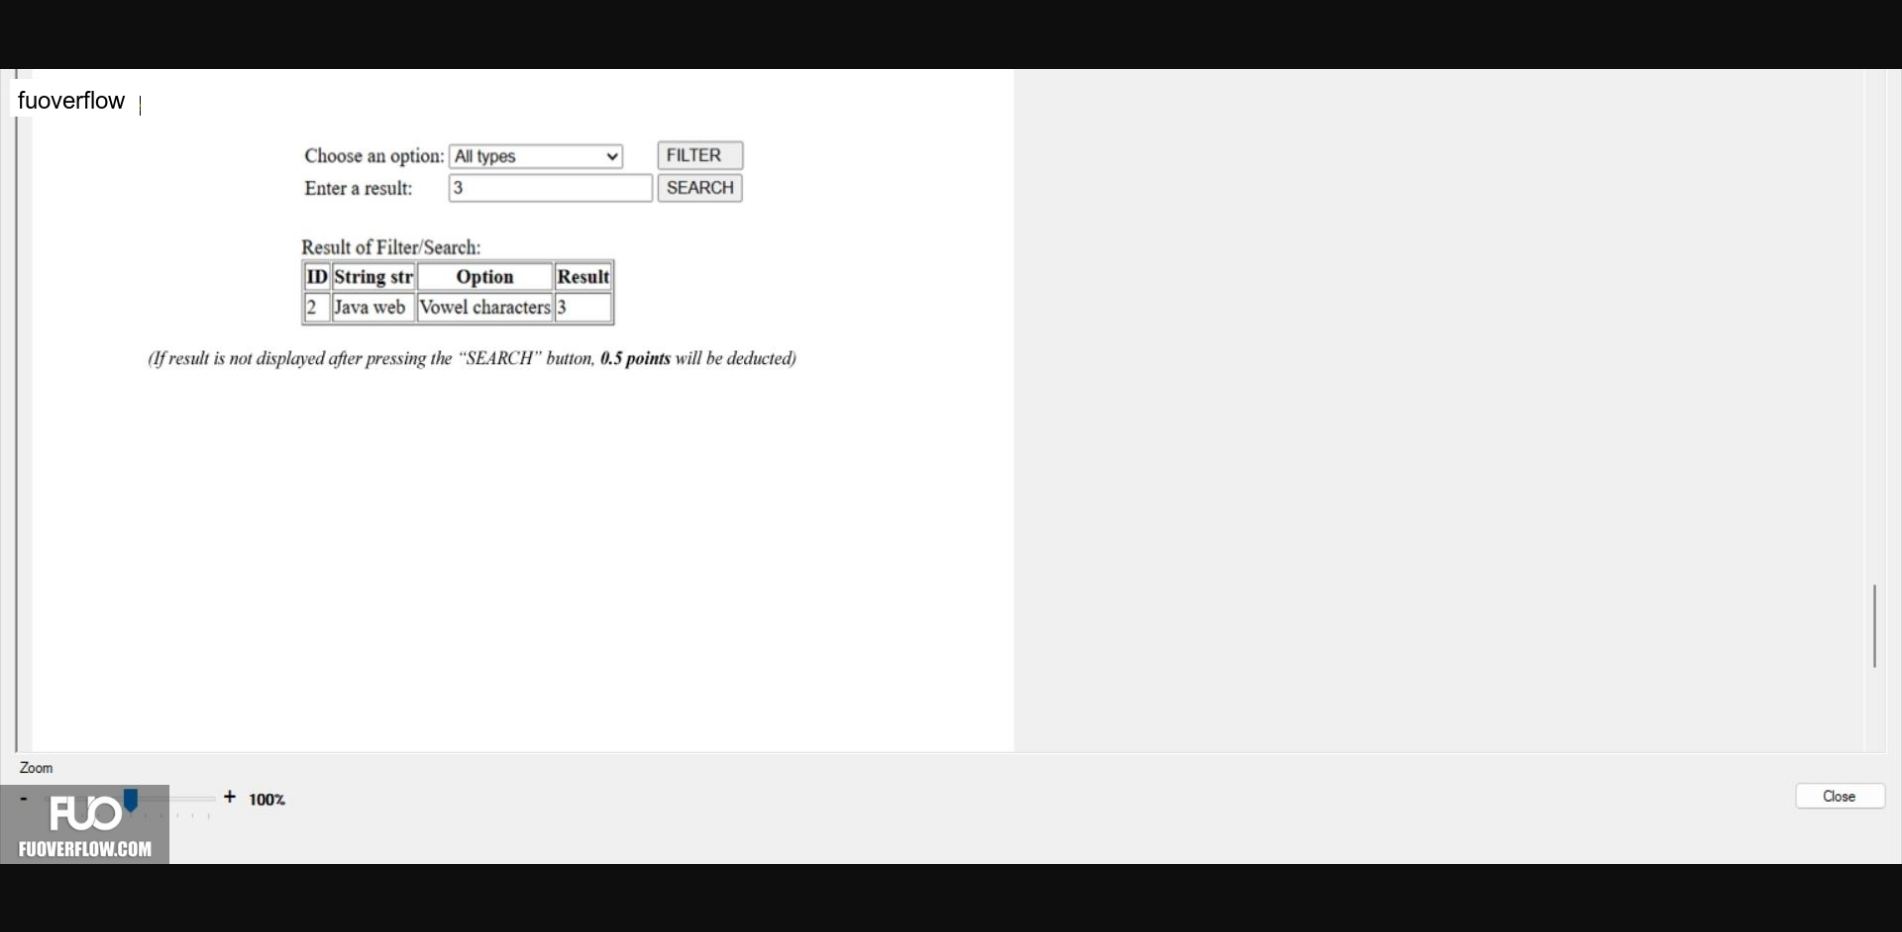 fuoverflow |
Choose an option: All types FILTER
Enter a result: 3 SEARCH
Result of Filter/Search:
ID String str Option Result
2 Java web Vowel characters 3
(If result is not displayed after pressing the “SEARCH” button, 0.5 points will be deducted)
Zoom
- + 100%
Close
FUO
FUOVERFLOW.COM